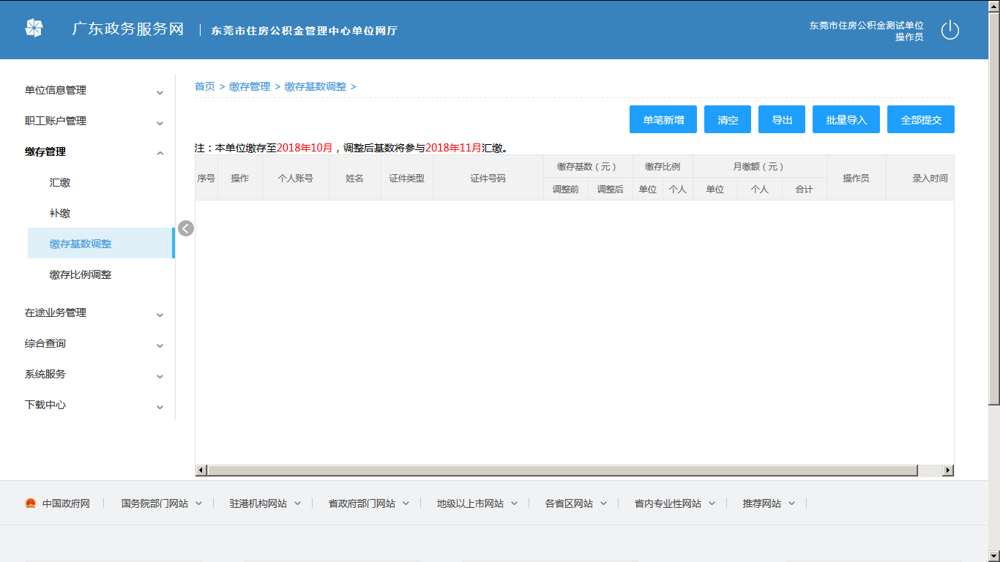 广东政务服务网 | 东莞市住房公积金管理中心单位网厅
东莞市住房公积金测试单位
操作员
单位信息管理
职工账户管理
缴存管理
汇缴
补缴
缴存基数调整
缴存比例调整
在途业务管理
综合查询
系统服务
下载中心
首页 > 缴存管理 > 缴存基数调整 >
单笔新增 清空 导出 批量导入 全部提交
注：本单位缴存至2018年10月，调整后基数将参与2018年11月汇缴。
序号 操作 个人账号 姓名 证件类型 证件号码 缴存基数（元） 缴存比例 月缴额（元） 操作员 录入时间
调整前 调整后 单位 个人 单位 个人 合计
中国政府网 国务院部门网站 驻港机构网站 省政府部门网站 地级以上市网站 各省区网站 省内专业性网站 推荐网站